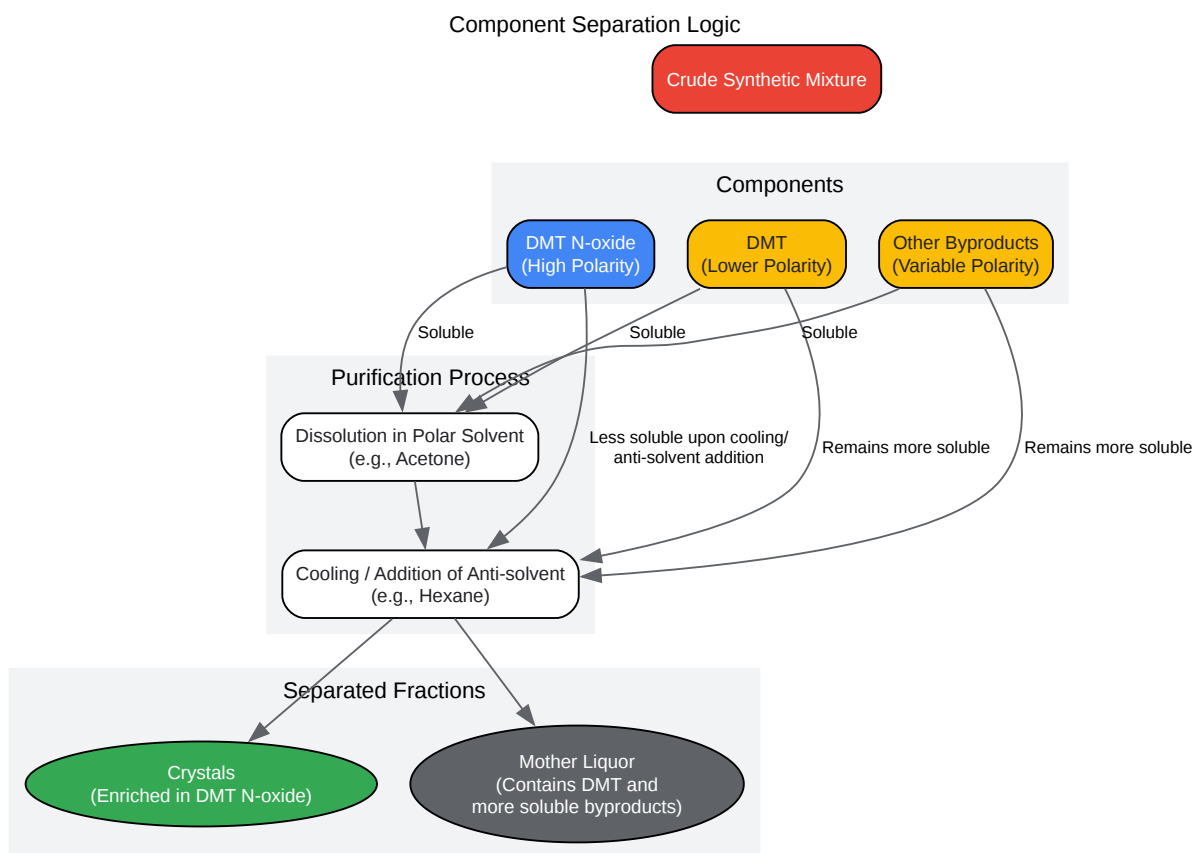 Component Separation Logic
Crude Synthetic Mixture
Components
DMT N-oxide
(High Polarity)
DMT
(Lower Polarity)
Other Byproducts
(Variable Polarity)
Soluble
Soluble
Soluble
Purification Process
Dissolution in Polar Solvent
(e.g., Acetone)
Less soluble upon cooling/
anti-solvent addition
Remains more soluble
Remains more soluble
Cooling / Addition of Anti-solvent
(e.g., Hexane)
Separated Fractions
Crystals
(Enriched in DMT N-oxide)
Mother Liquor
(Contains DMT and
more soluble byproducts)